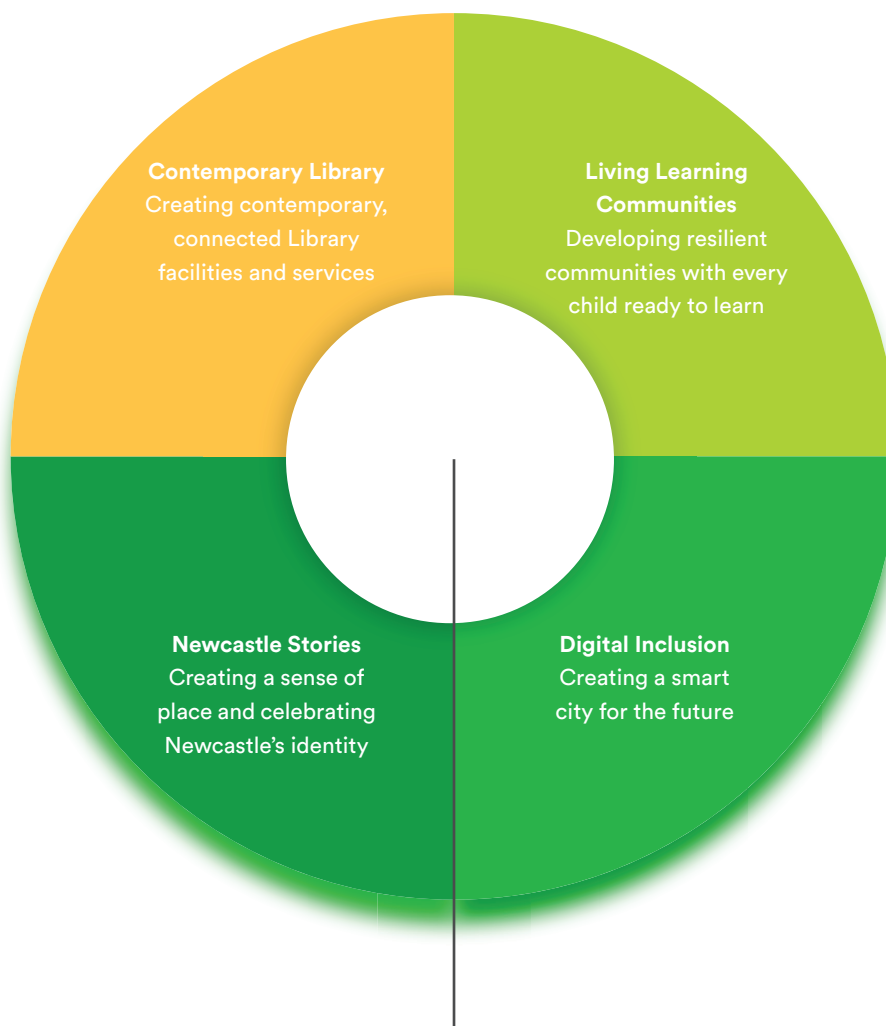 Contemporary Library
Creating contemporary,
connected Library
facilities and services
Living Learning
Communities
Developing resilient
communities with every
child ready to learn
Newcastle Stories
Creating a sense of
place and celebrating
Newcastle’s identity
Digital Inclusion
Creating a smart
city for the future